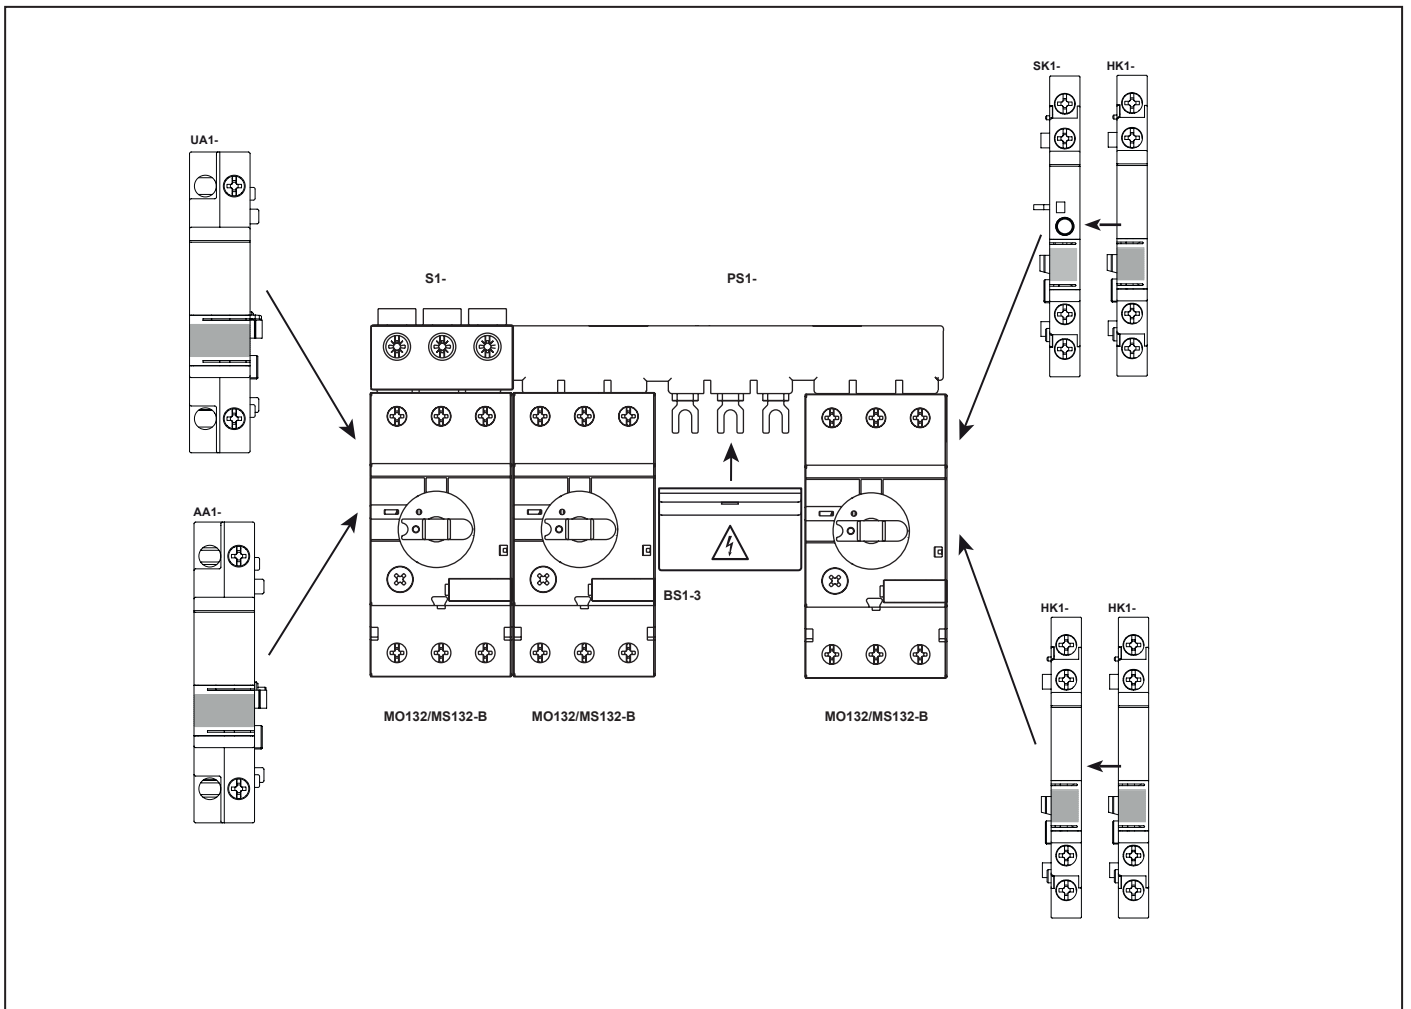 SK1- HK1-
UA1-
S1- PS1-
AA1-
BS1-3
HK1- HK1-
MO132/MS132-B MO132/MS132-B MO132/MS132-B